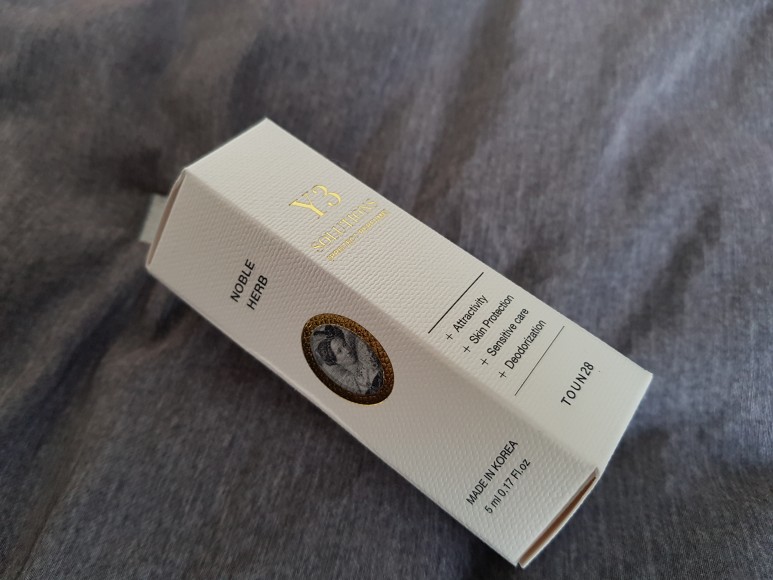 Y3
SOLUTION
+ Attractivity
+ Skin Protection
+ Sensitive care
+ Deodorization
TOUN28
NOBLE
HERB
MADE IN KOREA
5 ml 0.17 Fl.oz